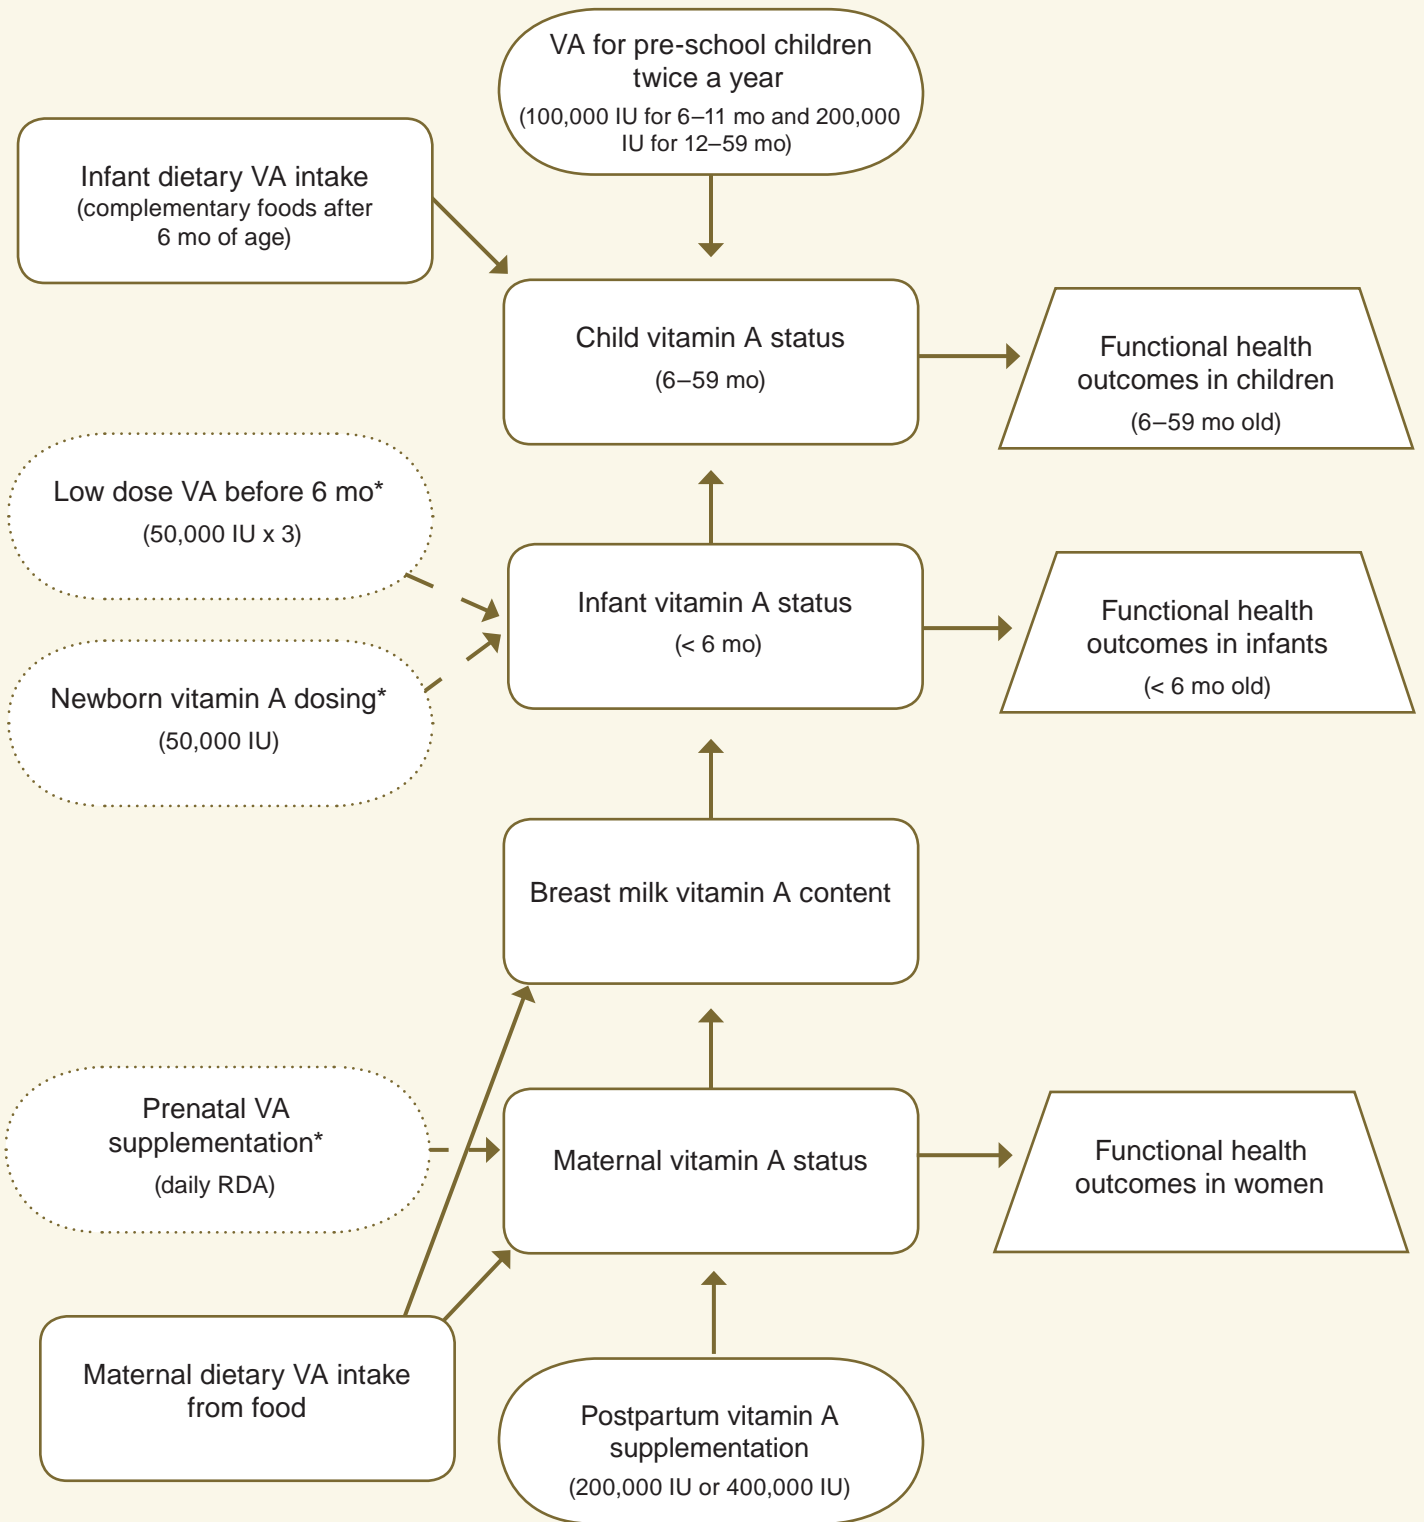 VA for pre-school children
twice a year
(100,000 IU for 6–11 mo and 200,000
IU for 12–59 mo)
Infant dietary VA intake
(complementary foods after
6 mo of age)
Child vitamin A status
(6–59 mo)
Functional health
outcomes in children
(6–59 mo old)
Low dose VA before 6 mo*
(50,000 IU x 3)
Infant vitamin A status
(< 6 mo)
Functional health
outcomes in infants
(< 6 mo old)
Newborn vitamin A dosing*
(50,000 IU)
Breast milk vitamin A content
Prenatal VA
supplementation*
(daily RDA)
Maternal vitamin A status
Functional health
outcomes in women
Maternal dietary VA intake
from food
Postpartum vitamin A
supplementation
(200,000 IU or 400,000 IU)